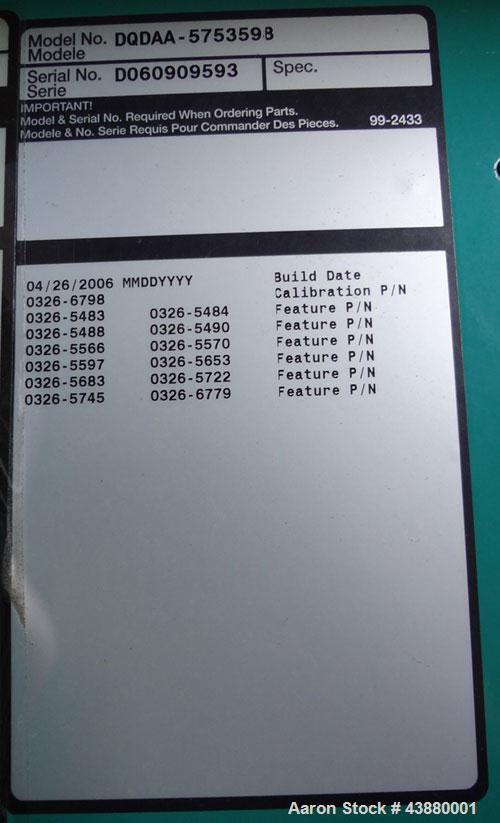 Model No. DQDAA-5753598
Modele
Serial No. D060909593 Spec.
Serie
IMPORTANT!
Model & Serial No. Required When Ordering Parts.
Modele & No. Serie Requis Pour Commander Des Pieces. 99-2433
04/26/2006 MMDDYYYY Build Date
0326-6798 Calibration P/N
0326-5483 0326-5484 Feature P/N
0326-5488 0326-5490 Feature P/N
0326-5566 0326-5570 Feature P/N
0326-5597 0326-5653 Feature P/N
0326-5683 0326-5722 Feature P/N
0326-5745 0326-6779 Feature P/N
Aaron Stock # 43880001